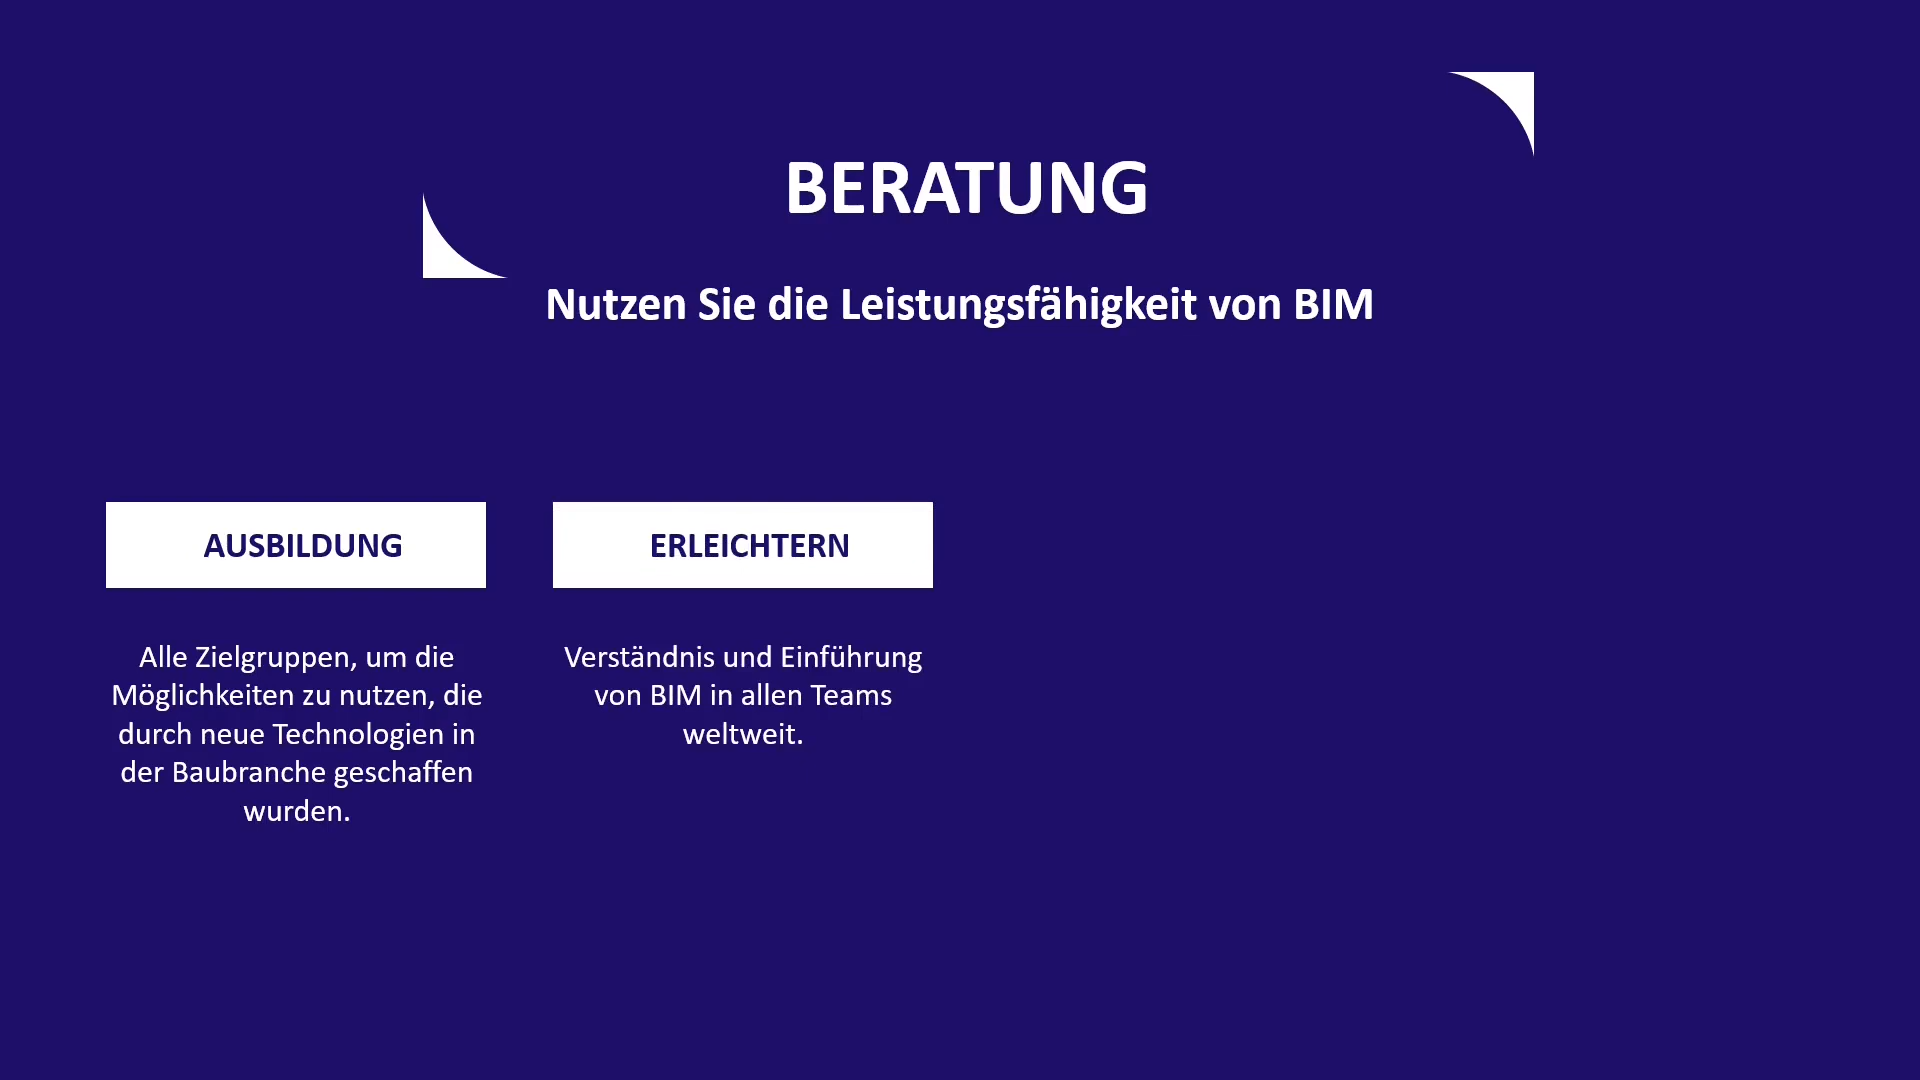 BERATUNG
Nutzen Sie die Leistungsfähigkeit von BIM
AUSBILDUNG
Alle Zielgruppen, um die
Möglichkeiten zu nutzen, die
durch neue Technologien in
der Baubranche geschaffen
wurden.
ERLEICHTERN
Verständnis und Einführung
von BIM in allen Teams
weltweit.